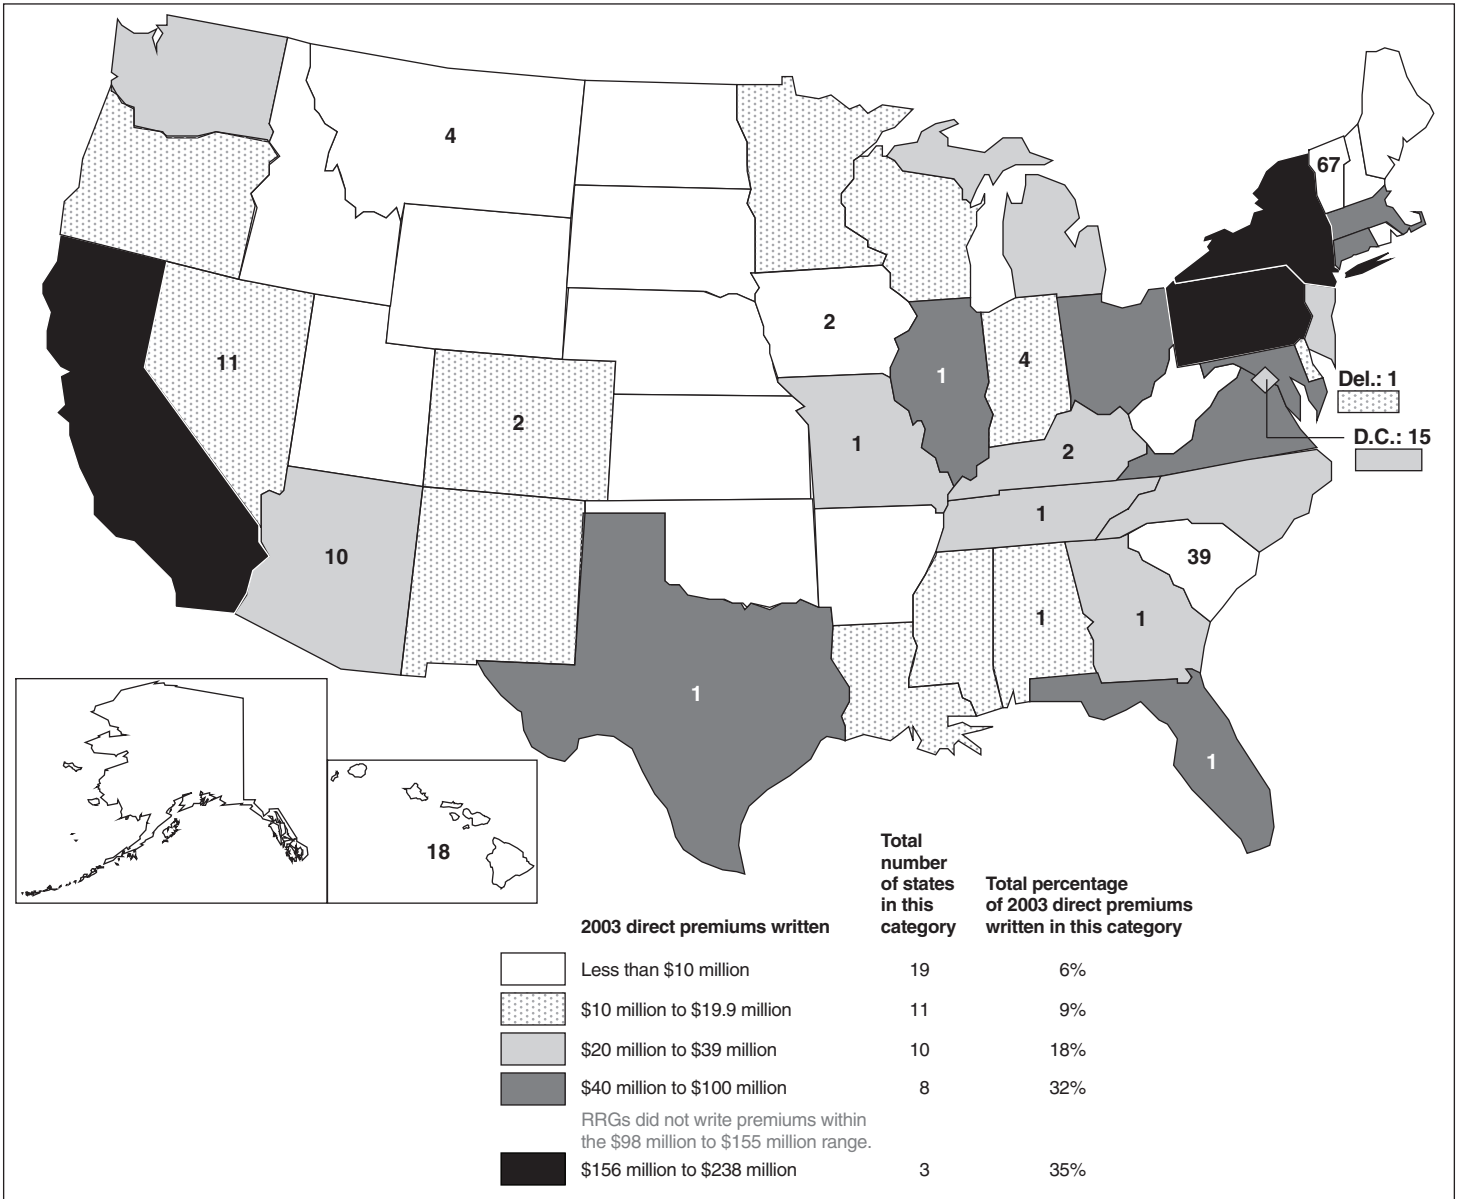 4
67
11
2
2
1
4
Del.: 1
D.C.: 15
1
2
10
1
39
1
1
1
1
18
Total
number
of states
in this
category
Total percentage
of 2003 direct premiums
written in this category
2003 direct premiums written
Less than $10 million 19 6%
$10 million to $19.9 million 11 9%
$20 million to $39 million 10 18%
$40 million to $100 million 8 32%
RRGs did not write premiums within
the $98 million to $155 million range.
$156 million to $238 million 3 35%